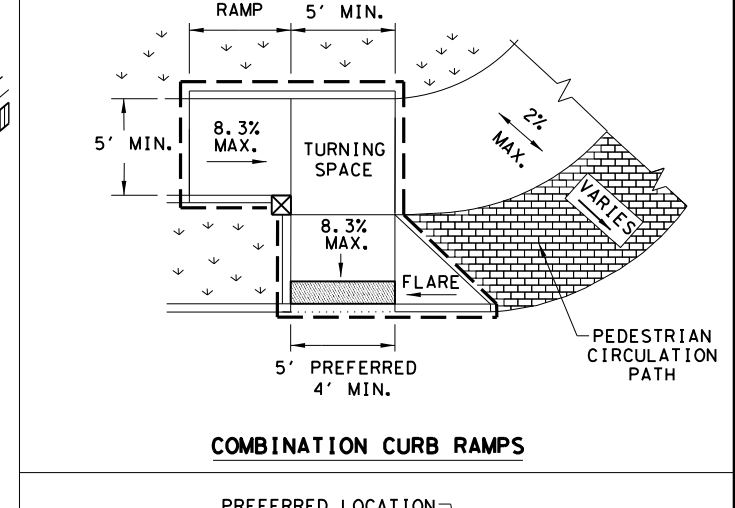 RAMP
5' MIN.
5' MIN.
8.3%
MAX.
TURNING
SPACE
2%
MAX.
VARIES
8.3%
MAX.
FLARE
PEDESTRIAN
CIRCULATION
PATH
5' PREFERRED
4' MIN.
COMBINATION CURB RAMPS
PREFERRED LOCATION